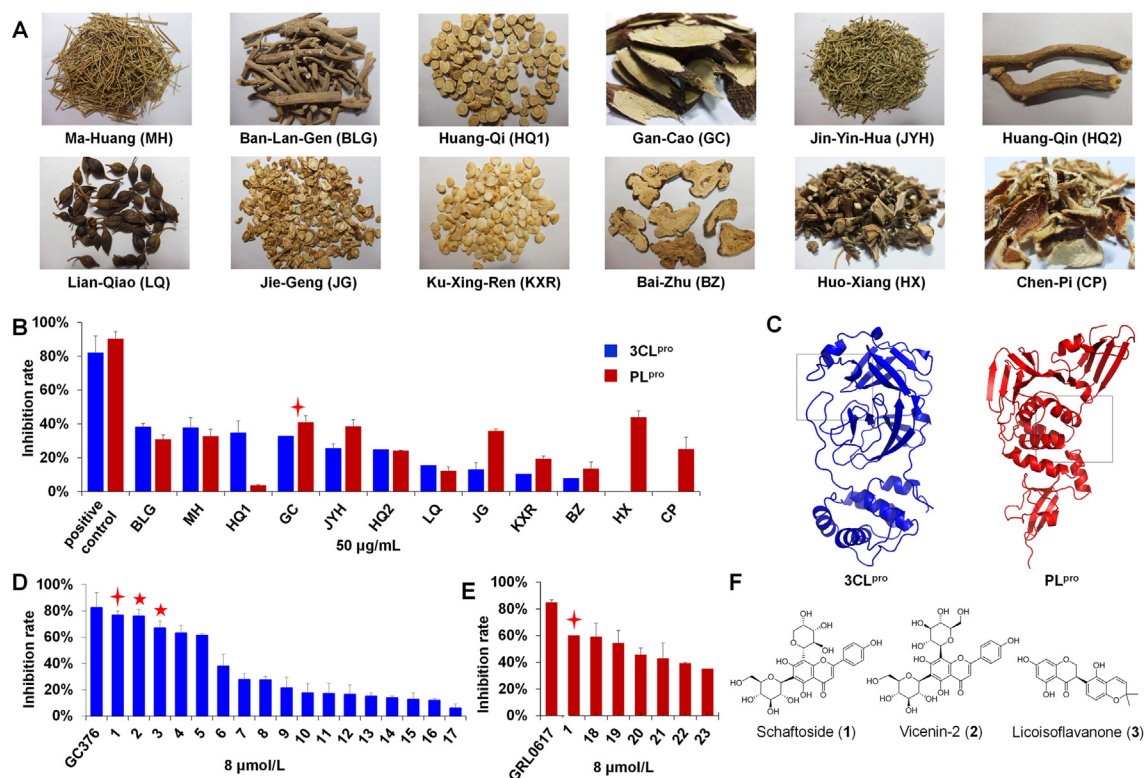 A
Ma-Huang (MH)
Ban-Lan-Gen (BLG)
Huang-Qi (HQ1)
Gan-Cao (GC)
Jin-Yin-Hua (JYH)
Huang-Qin (HQ2)
Lian-Qiao (LQ)
Jie-Geng (JG)
Ku-Xing-Ren (KXR)
Bai-Zhu (BZ)
Huo-Xiang (HX)
Chen-Pi (CP)
B
Inhibition rate
100%
80%
60%
40%
20%
0%
3CLpro
PLpro
positive
control
BLG
MH
HQ1
GC
JYH
HQ2
LQ
JG
KXR
BZ
HX
CP
50 µg/mL
C
3CLpro
PLpro
D
Inhibition rate
100%
80%
60%
40%
20%
0%
GC376
1
2
3
4
5
6
7
8
9
10
11
12
13
14
15
16
17
8 µmol/L
E
Inhibition rate
100%
80%
60%
40%
20%
0%
GRL0617
1
18
19
20
21
22
23
8 µmol/L
F
Schaftoside (1)
Vicenin-2 (2)
Licoisoflavanone (3)